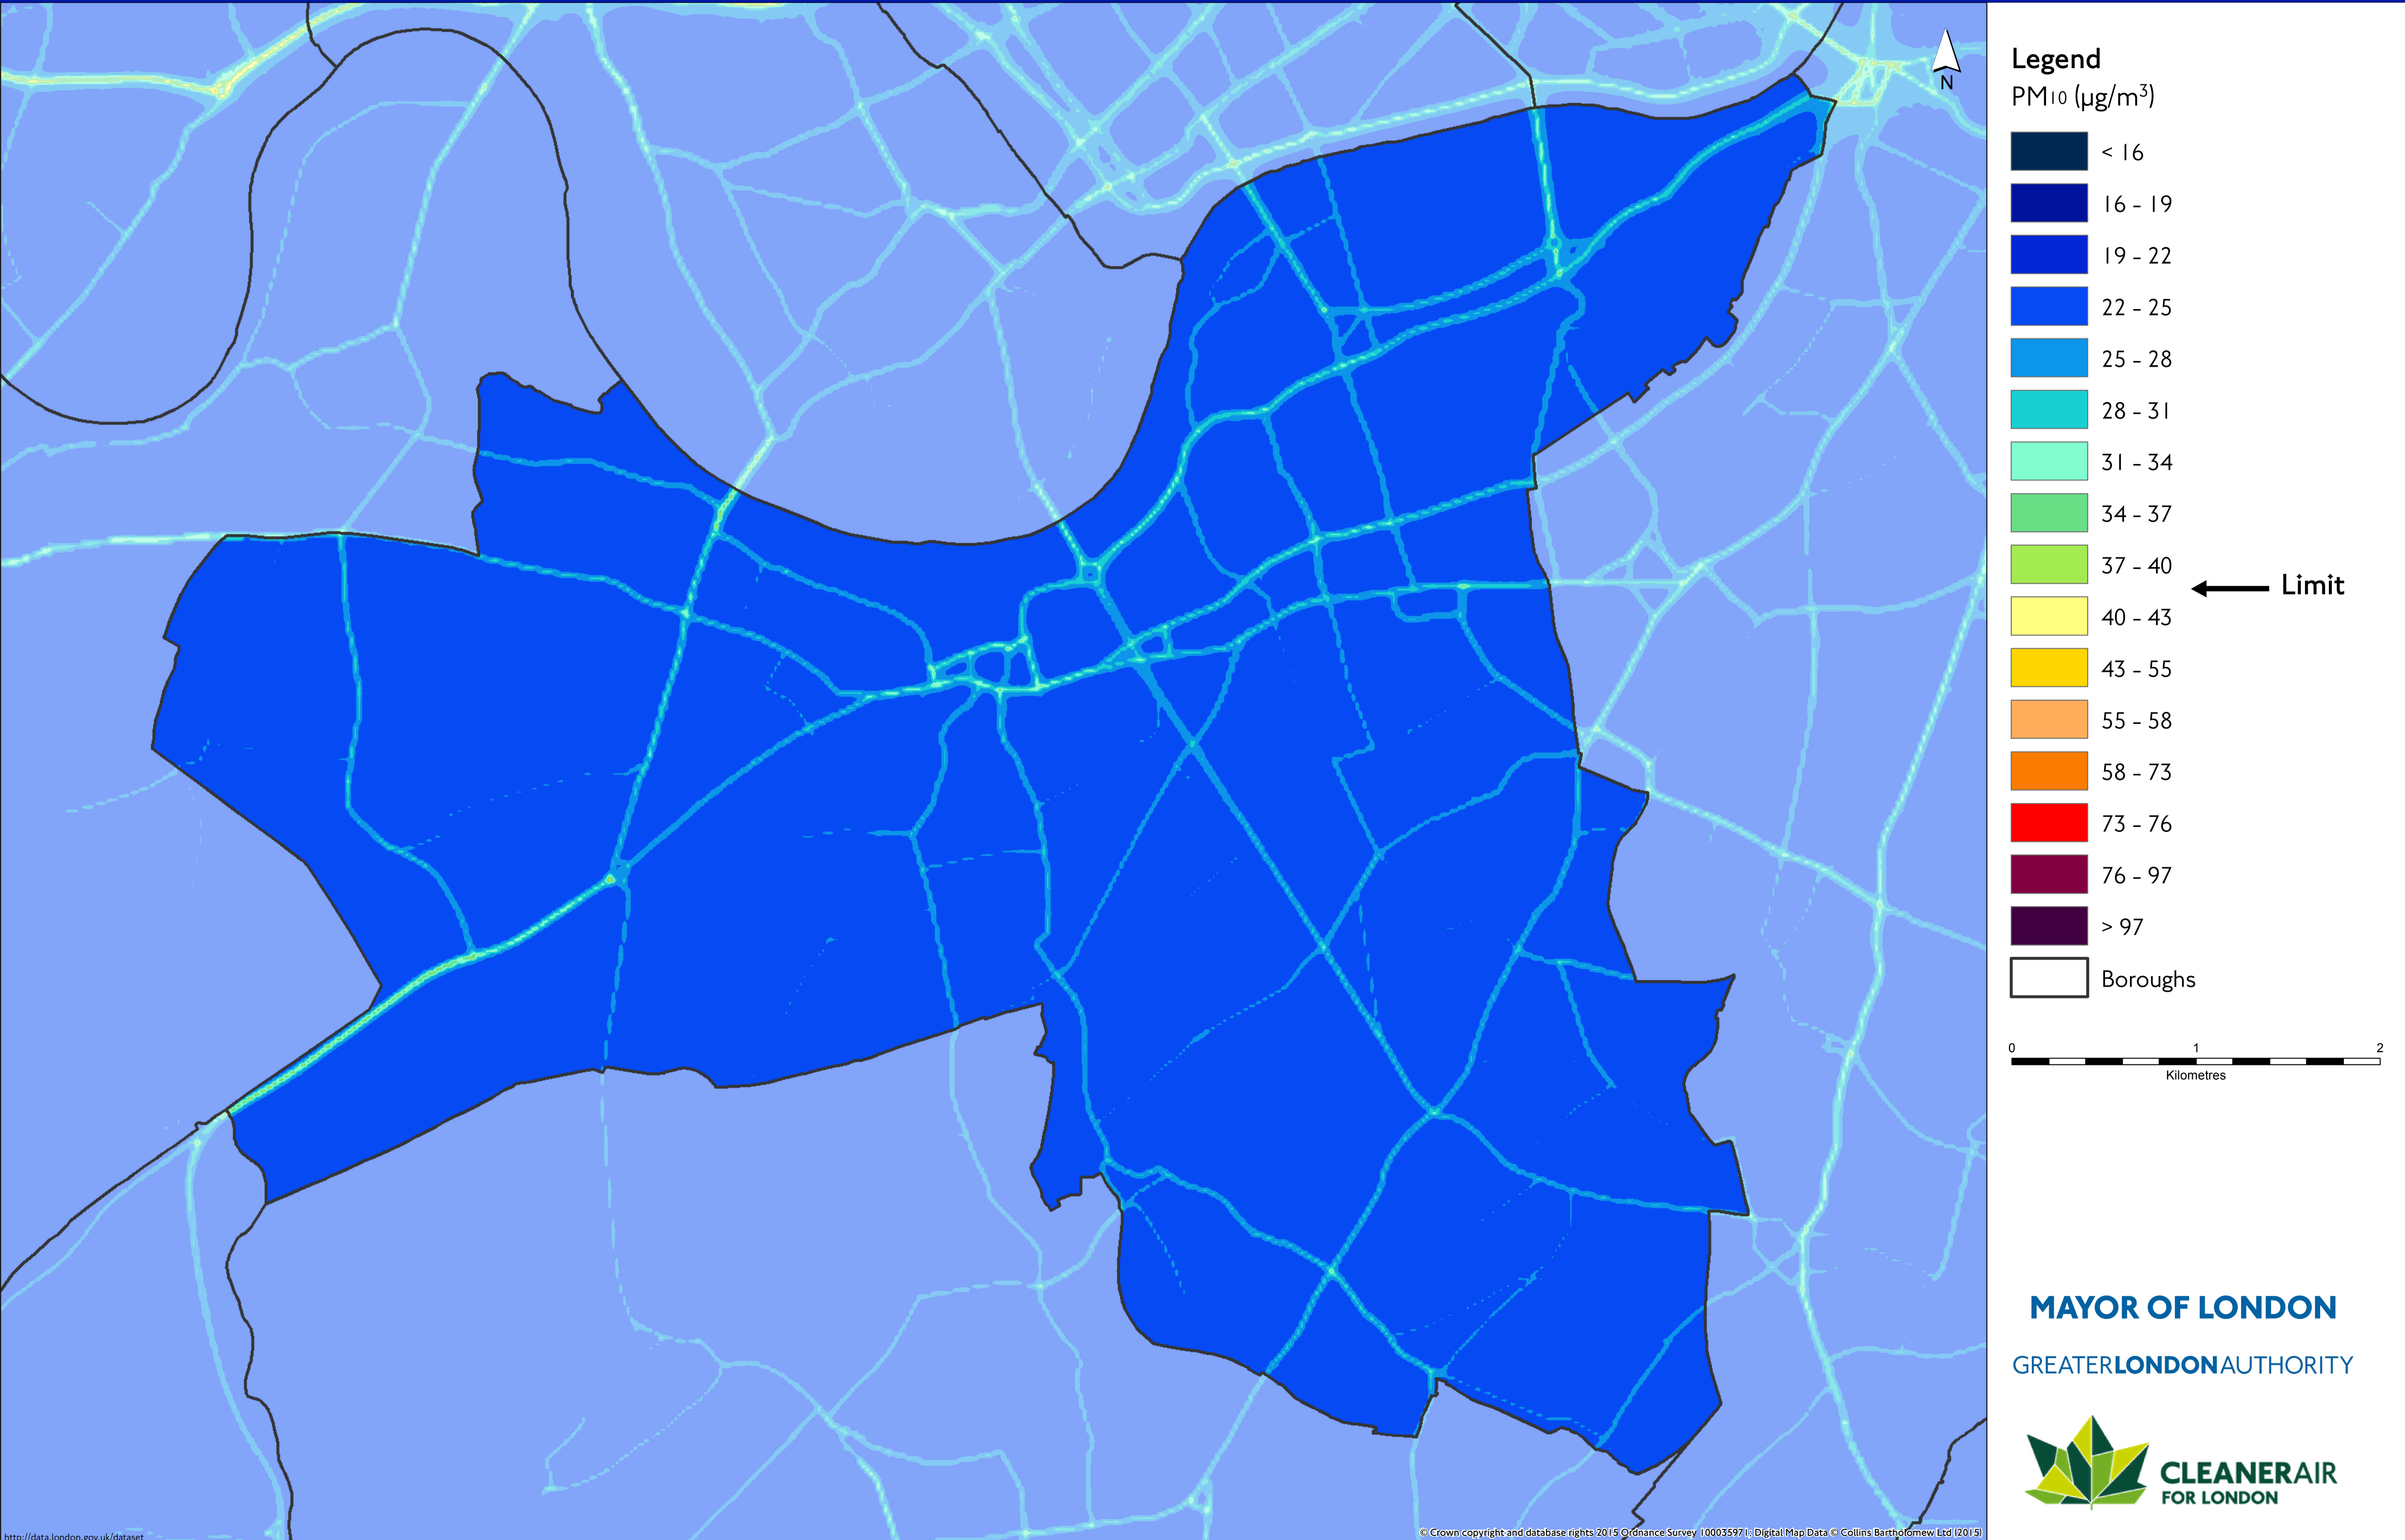 N
Legend
PM10 (µg/m³)
< 16
16 - 19
19 - 22
22 - 25
25 - 28
28 - 31
31 - 34
34 - 37
37 - 40
Limit
40 - 43
43 - 55
55 - 58
58 - 73
73 - 76
76 - 97
> 97
Boroughs
0 1 2
Kilometres
MAYOR OF LONDON
GREATERLONDONAUTHORITY
CLEANERAIR
FOR LONDON
http://data.london.gov.uk/dataset
© Crown copyright and database rights 2015 Ordnance Survey 100035971; Digital Map Data © Collins Bartholomew Ltd (2015)